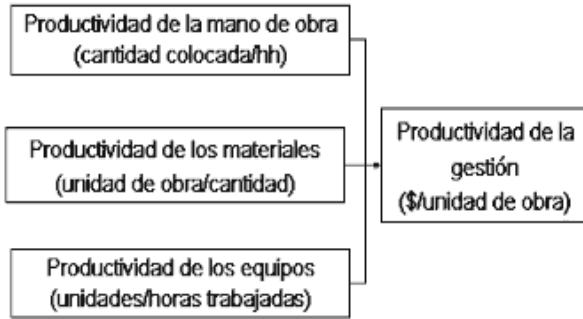 Productividad de la mano de obra
(cantidad colocada/hh)
Productividad de los materiales
(unidad de obra/cantidad)
Productividad de los equipos
(unidades/horas trabajadas)
Productividad de la
gestión
($/unidad de obra)